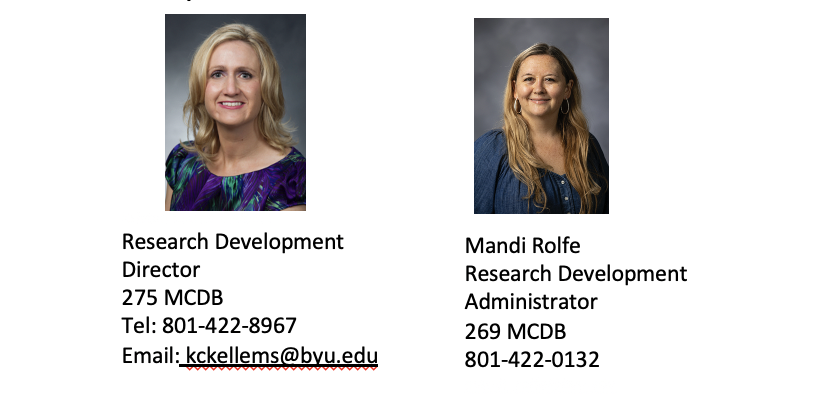 Research Development
Director
275 MCDB
Tel: 801-422-8967
Email: kckellems@byu.edu
Mandi Rolfe
Research Development
Administrator
269 MCDB
801-422-0132